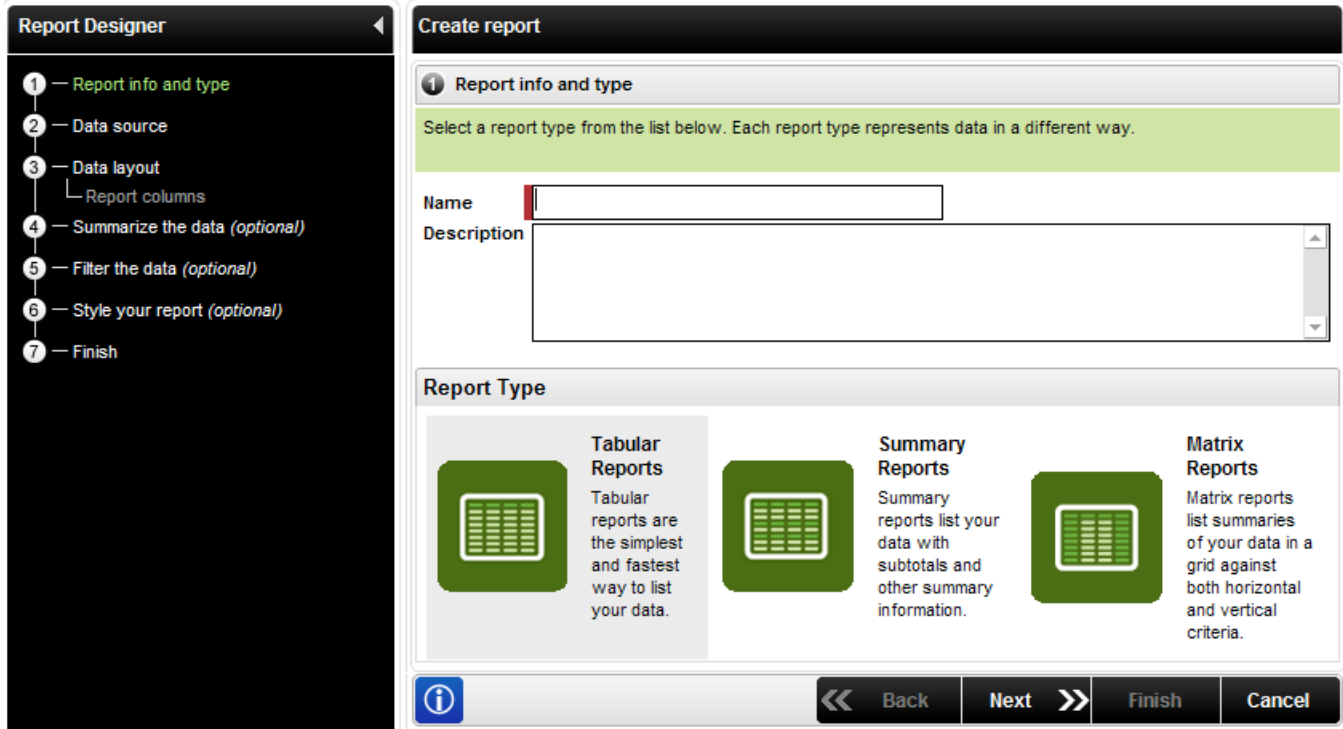 Report Designer
1 Report info and type
2 Data source
3 Data layout
Report columns
4 Summarize the data (optional)
5 Filter the data (optional)
6 Style your report (optional)
7 Finish
Create report
1 Report info and type
Select a report type from the list below. Each report type represents data in a different way.
Name
Description
Report Type
Tabular
Reports
Tabular
reports are
the simplest
and fastest
way to list
your data.
Summary
Reports
Summary
reports list your
data with
subtotals and
other summary
information.
Matrix
Reports
Matrix reports
list summaries
of your data in a
grid against
both horizontal
and vertical
criteria.
Back Next Finish Cancel